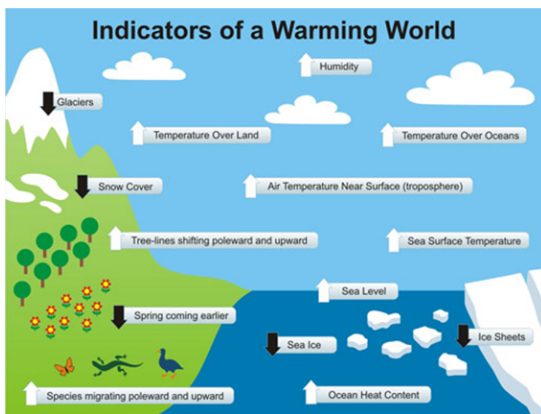 Indicators of a Warming World
Humidity
Glaciers
Temperature Over Land
Temperature Over Oceans
Snow Cover
Air Temperature Near Surface (troposphere)
Tree-lines shifting poleward and upward
Sea Surface Temperature
Sea Level
Spring coming earlier
Sea Ice
Ice Sheets
Species migrating poleward and upward
Ocean Heat Content